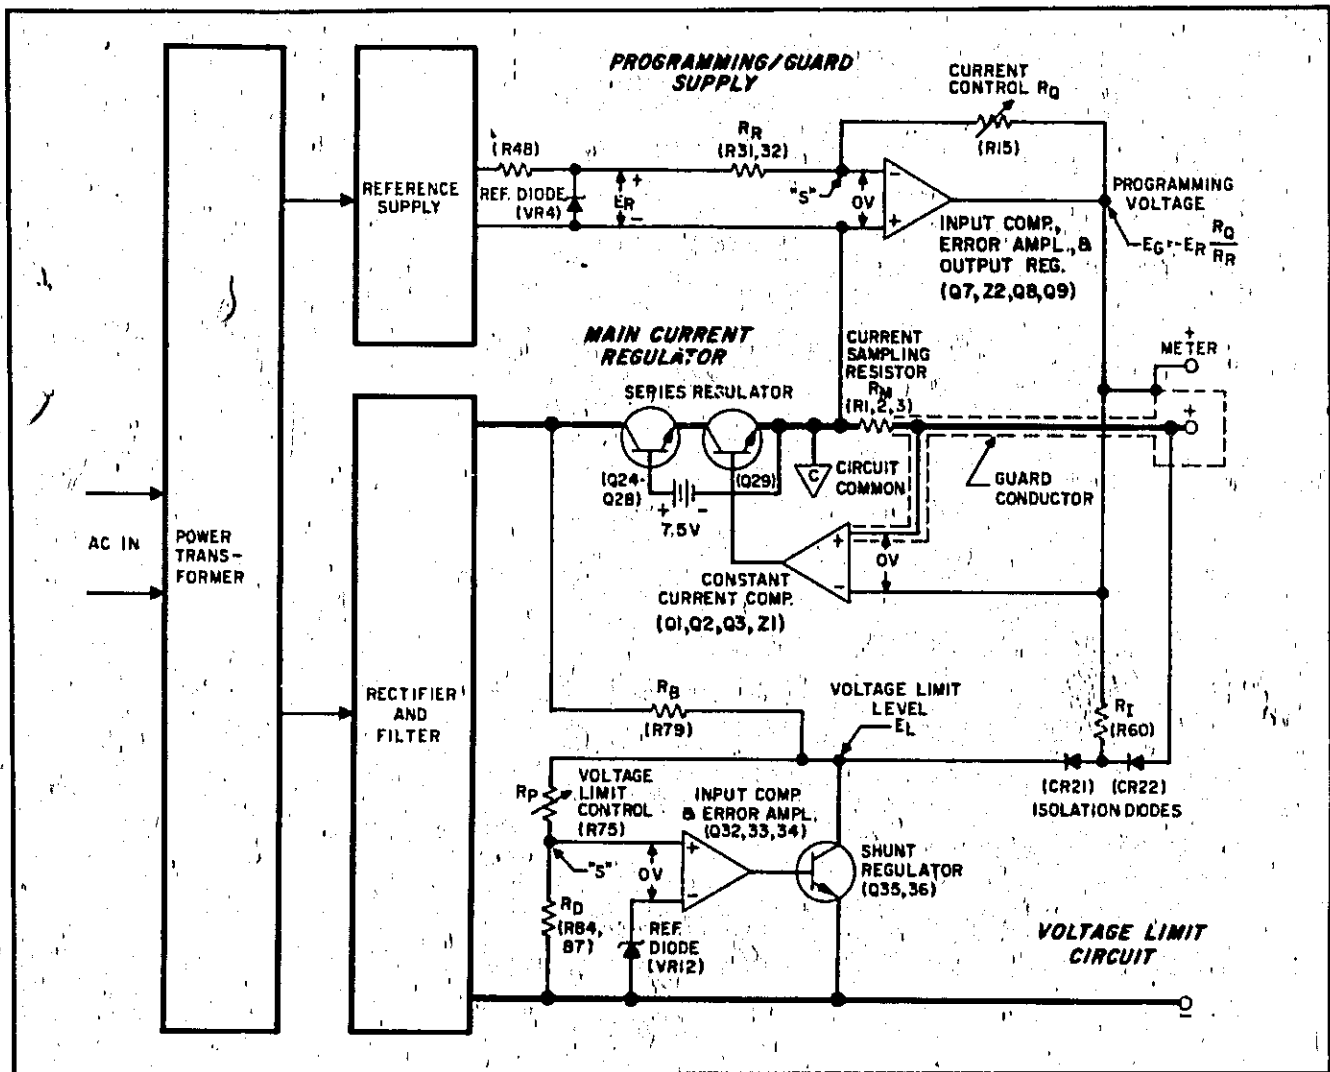 PROGRAMMING/GUARD
SUPPLY
CURRENT
CONTROL RQ
(R15)
(R48)
RR
(R31,32)
REFERENCE
SUPPLY
REF. DIODE
(VR4)
+
ER
-
"S"
-
0V
+
INPUT COMP.,
ERROR AMPL., &
OUTPUT REG.
(Q7, Z2, Q8, Q9)
PROGRAMMING
VOLTAGE
-EG=-ER RQ/RR
MAIN CURRENT
REGULATOR
CURRENT
SAMPLING
RESISTOR
RM
(R1,2,3)
+
METER
SERIES REGULATOR
+
(Q24-
Q28)
(Q29)
+ -
7.5V
C
CIRCUIT
COMMON
GUARD
CONDUCTOR
AC IN
POWER
TRANS-
FORMER
+
0V
-
CONSTANT
CURRENT COMP.
(Q1,Q2,Q3,Z1)
RECTIFIER
AND
FILTER
RB
(R79)
VOLTAGE LIMIT
LEVEL
EL
RI
(R60)
(CR21) (CR22)
ISOLATION DIODES
RP
VOLTAGE
LIMIT
CONTROL
(R75)
INPUT COMP.
& ERROR AMPL.
(Q32,33,34)
"S"
+
0V
-
SHUNT
REGULATOR
(Q35,36)
RD
(R84,
87)
REF.
DIODE
(VR12)
VOLTAGE LIMIT
CIRCUIT
-